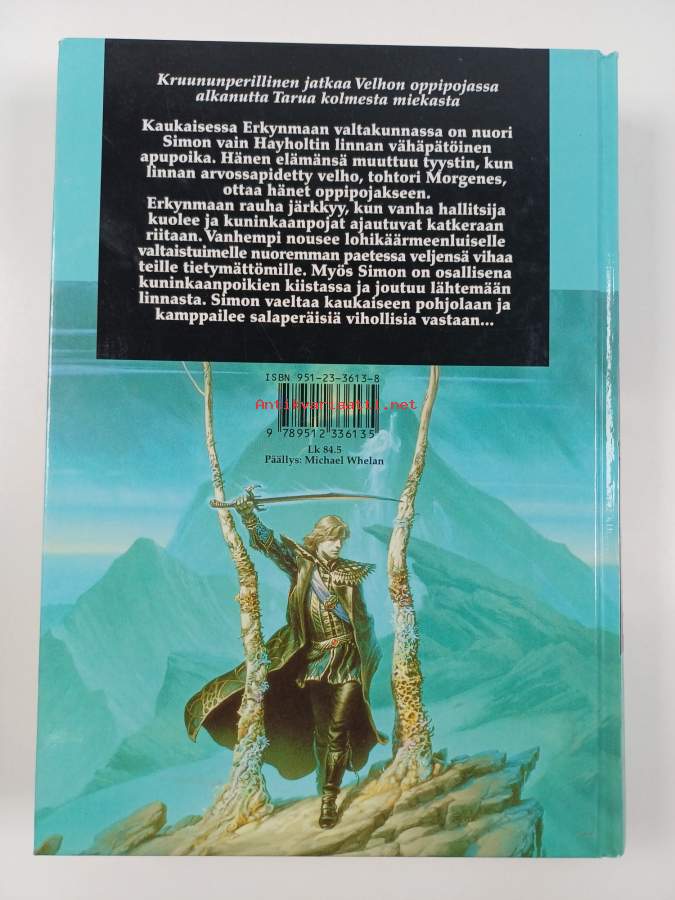 Kruununperillinen jatkaa Velhon oppipojassa
alkanutta Tarua kolmesta miekasta
Kaukaisessa Erkynmaan valtakunnassa on nuori
Simon vain Hayholtin linnan vähäpätöinen
apupoika. Hänen elämänsä muuttuu tyystin, kun
linnan arvossapidetty velho, tohtori Morgenes,
ottaa hänet oppipojakseen.
Erkynmaan rauha järkkyy, kun vanha hallitsija
kuolee ja kuninkaanpojat ajautuvat katkeraan
riitaan. Vanhempi nousee lohikäärmeenluiselle
valtaistuimelle nuoremman paetessa veljensä vihaa
teille tietymättömille. Myös Simon on osallisena
kuninkaanpoikien kiistassa ja joutuu lähtemään
linnasta. Simon vaeltaa kaukaiseen pohjolaan ja
kamppailee salaperäisiä vihollisia vastaan...
ISBN 951-23-3613-8
Antikvariaatti.net
9 789512 336135
Lk 84.5
Päällys: Michael Whelan